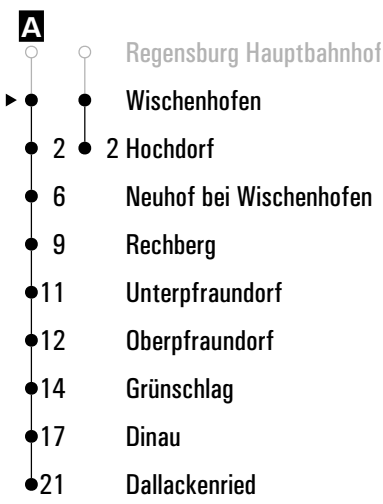 A
Regensburg Hauptbahnhof
Wischenhofen
2 2 Hochdorf
6 Neuhof bei Wischenhofen
9 Rechberg
11 Unterpfraundorf
12 Oberpfraundorf
14 Grünschlag
17 Dinau
21 Dallackenried